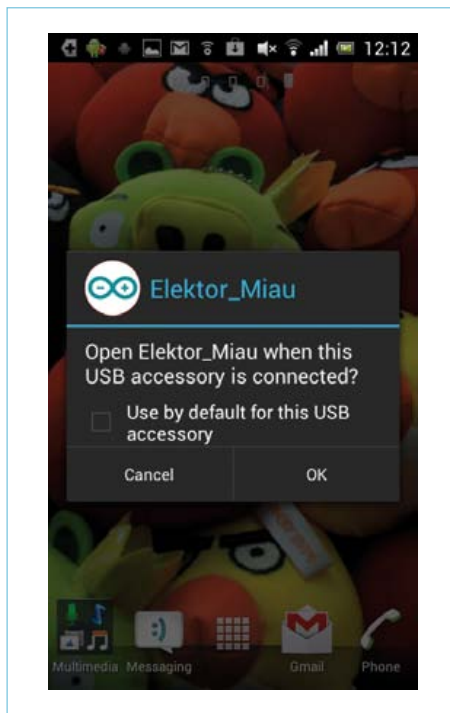 12:12
Elektor_Miau
Open Elektor_Miau when this
USB accessory is connected?
Use by default for this USB
accessory
Cancel OK
Multimedia Messaging Gmail Phone